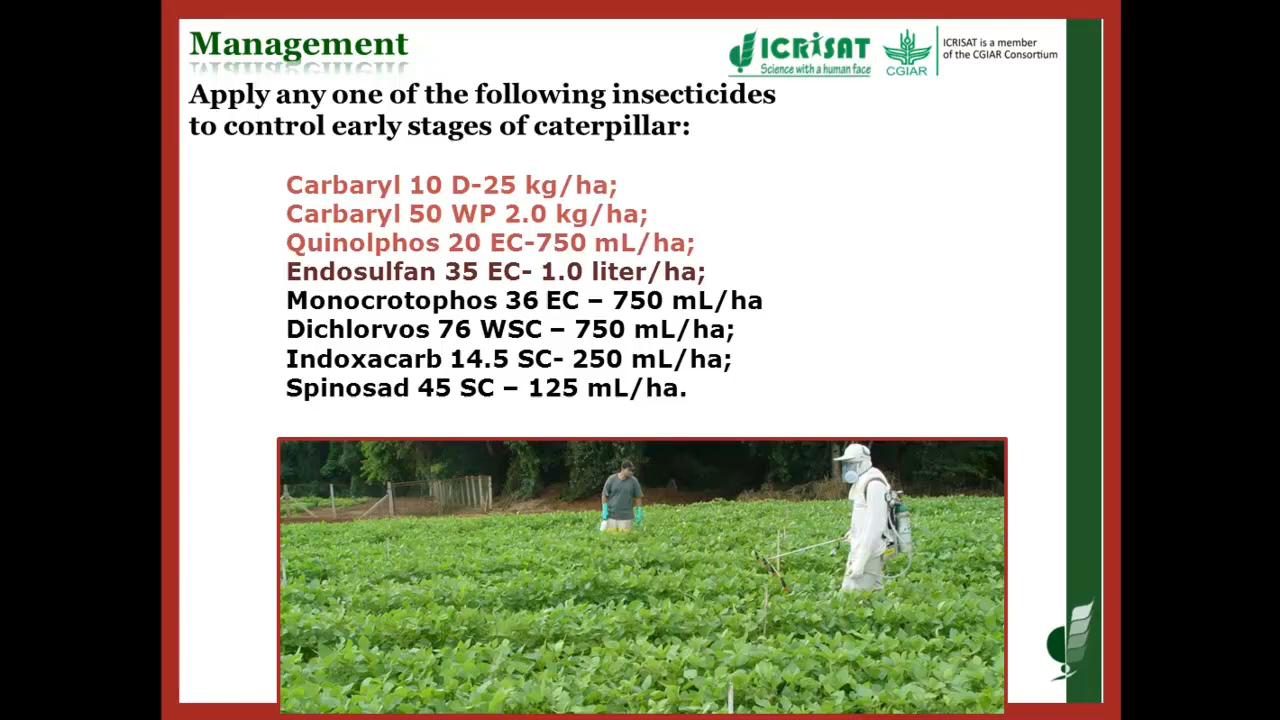 Management
ICRISAT
Science with a human face
CGIAR
ICRISAT is a member
of the CGIAR Consortium
Apply any one of the following insecticides
to control early stages of caterpillar:
Carbaryl 10 D-25 kg/ha;
Carbaryl 50 WP 2.0 kg/ha;
Quinolphos 20 EC-750 mL/ha;
Endosulfan 35 EC- 1.0 liter/ha;
Monocrotophos 36 EC – 750 mL/ha
Dichlorvos 76 WSC – 750 mL/ha;
Indoxacarb 14.5 SC- 250 mL/ha;
Spinosad 45 SC – 125 mL/ha.